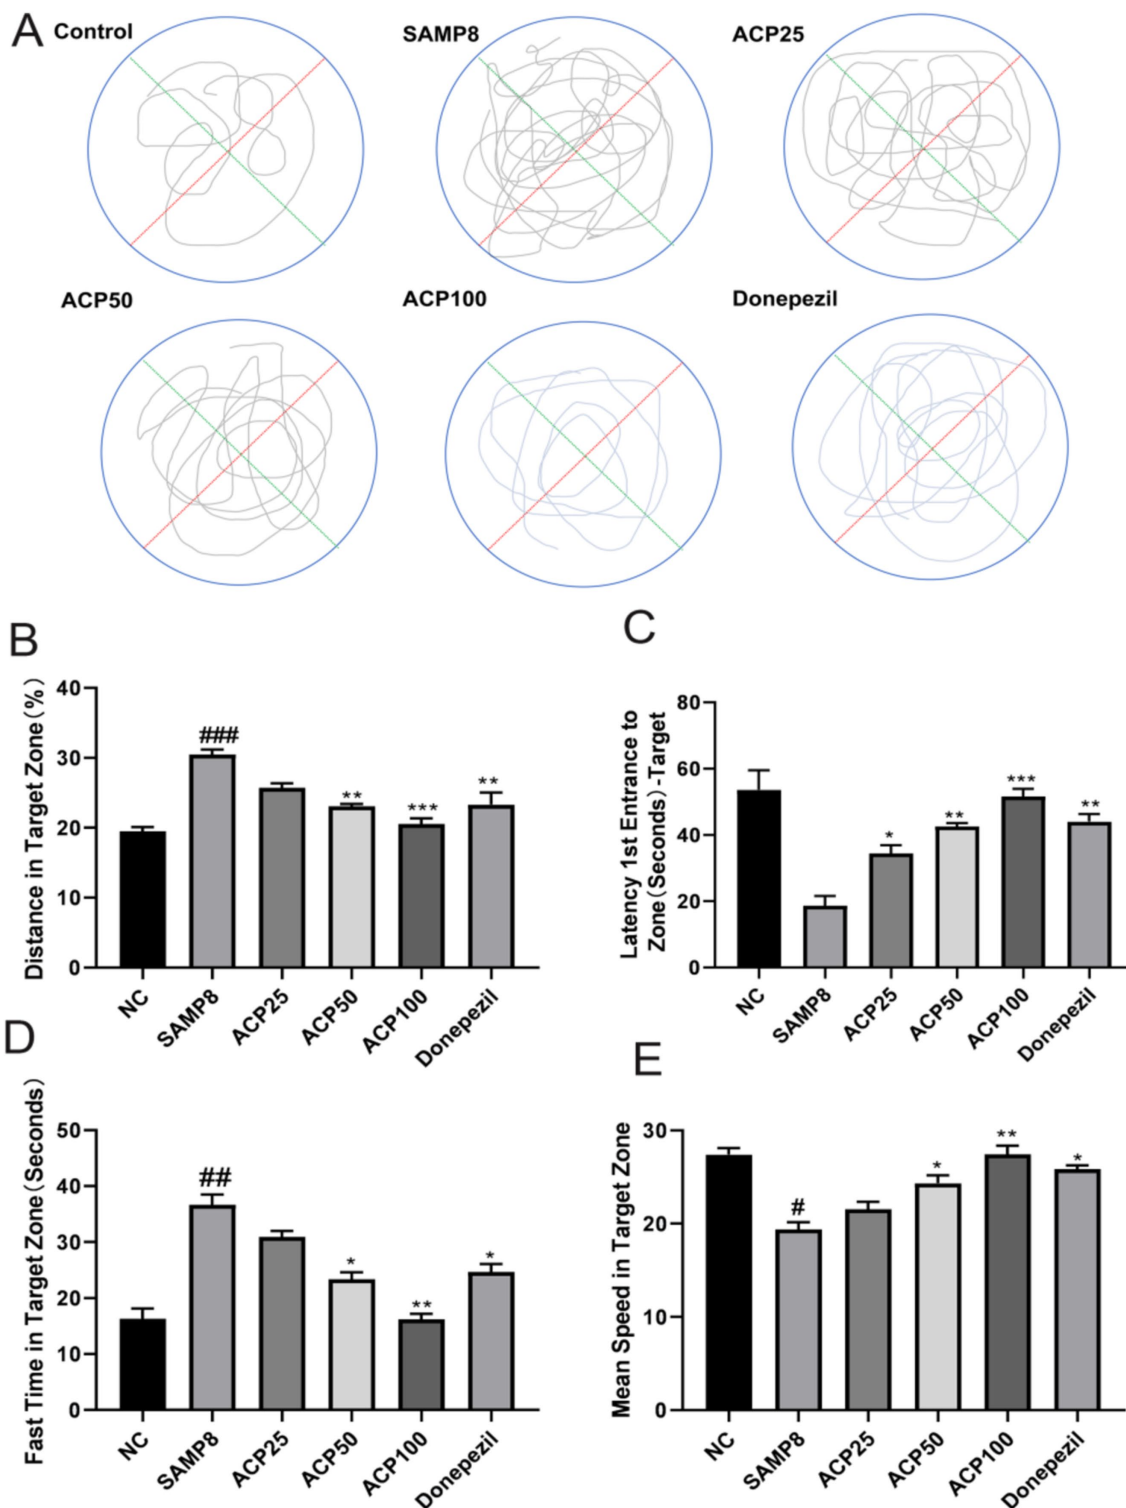 A
Control
SAMP8
ACP25
ACP50
ACP100
Donepezil
B
Distance in Target Zone(%)
40
30
20
10
0
###
**
***
**
NC
SAMP8
ACP25
ACP50
ACP100
Donepezil
C
Latency 1st Entrance to
Zone(Seconds)-Target
80
60
40
20
0
*
**
***
**
NC
SAMP8
ACP25
ACP50
ACP100
Donepezil
D
Fast Time in Target Zone(Seconds)
50
40
30
20
10
0
##
*
**
*
NC
SAMP8
ACP25
ACP50
ACP100
Donepezil
E
Mean Speed in Target Zone
30
20
10
0
#
*
**
*
NC
SAMP8
ACP25
ACP50
ACP100
Donepezil